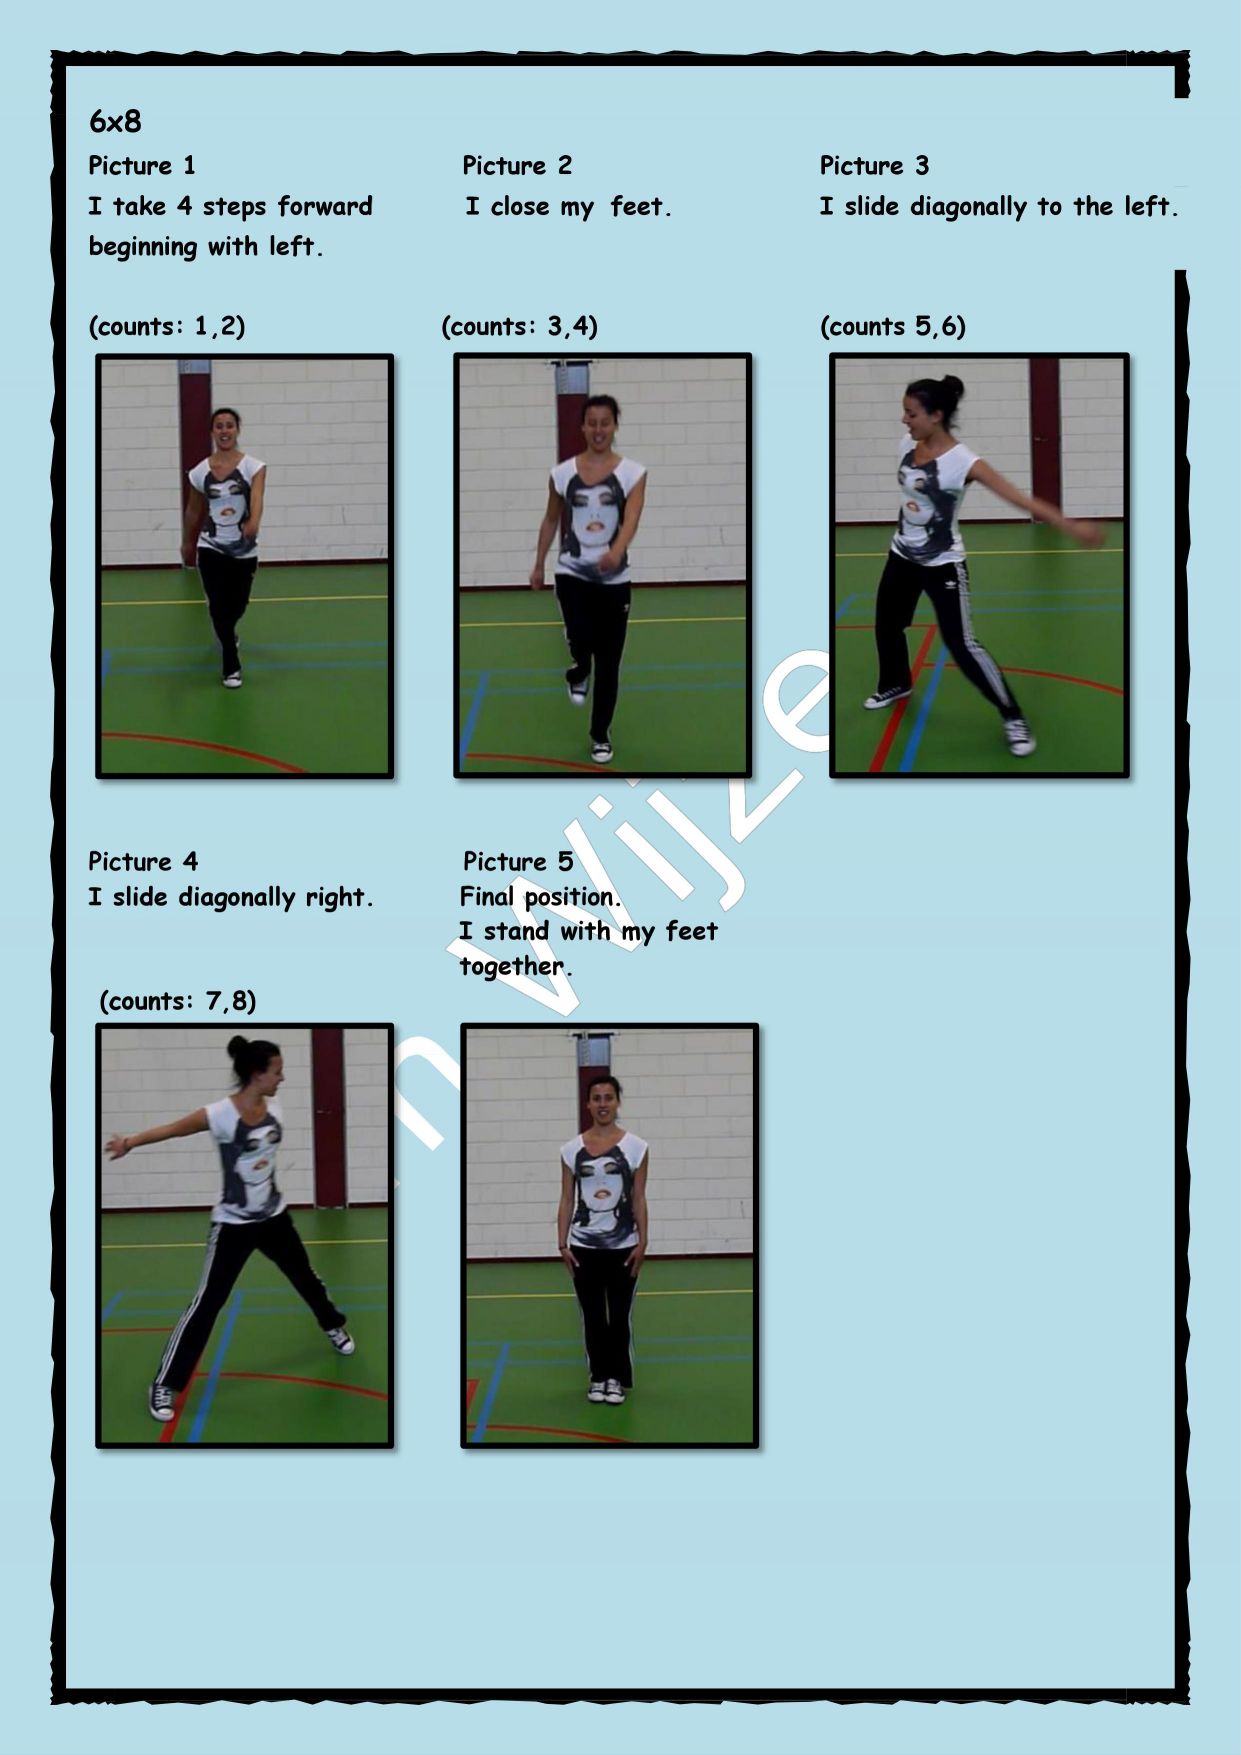 6x8
Picture 1
I take 4 steps forward
beginning with left.
(counts: 1,2)
Picture 2
I close my feet.
(counts: 3,4)
Picture 3
I slide diagonally to the left.
(counts 5,6)
Picture 4
I slide diagonally right.
(counts: 7,8)
Picture 5
Final position.
I stand with my feet
together.